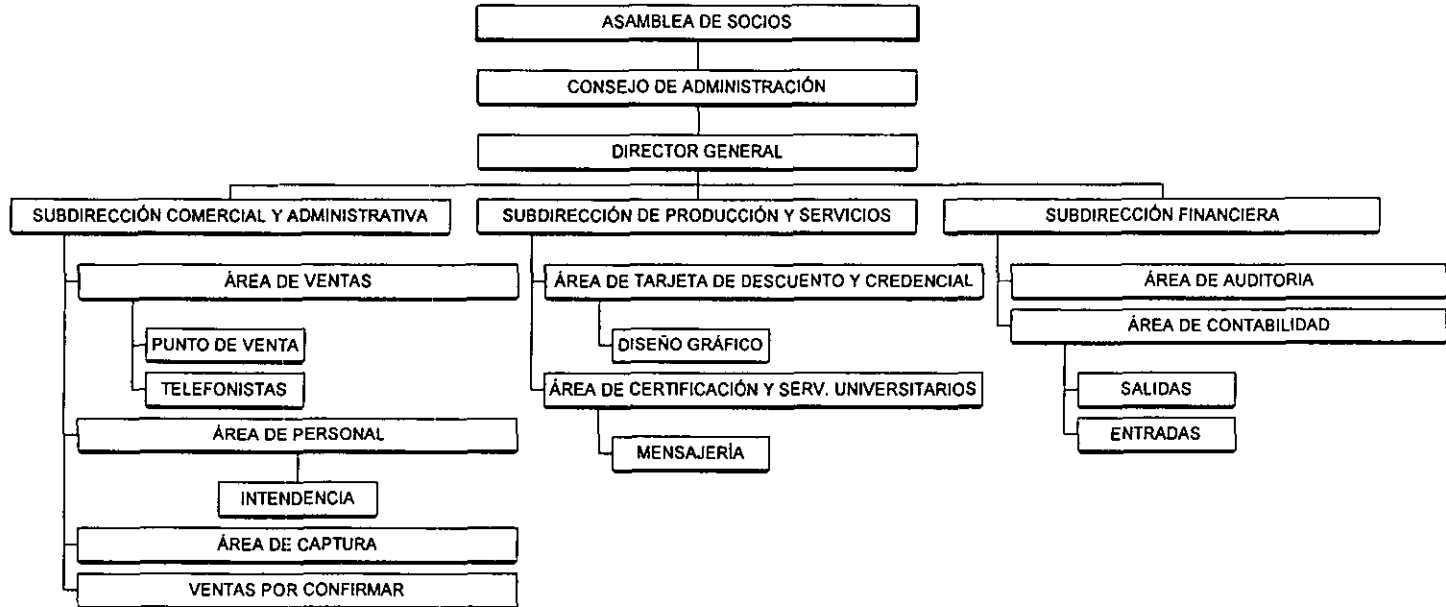 ASAMBLEA DE SOCIOS
CONSEJO DE ADMINISTRACIÓN
DIRECTOR GENERAL
SUBDIRECCIÓN COMERCIAL Y ADMINISTRATIVA
ÁREA DE VENTAS
PUNTO DE VENTA
TELEFONISTAS
ÁREA DE PERSONAL
INTENDENCIA
ÁREA DE CAPTURA
VENTAS POR CONFIRMAR
SUBDIRECCIÓN DE PRODUCCIÓN Y SERVICIOS
ÁREA DE TARJETA DE DESCUENTO Y CREDENCIAL
DISEÑO GRÁFICO
ÁREA DE CERTIFICACIÓN Y SERV. UNIVERSITARIOS
MENSAJERÍA
SUBDIRECCIÓN FINANCIERA
ÁREA DE AUDITORIA
ÁREA DE CONTABILIDAD
SALIDAS
ENTRADAS